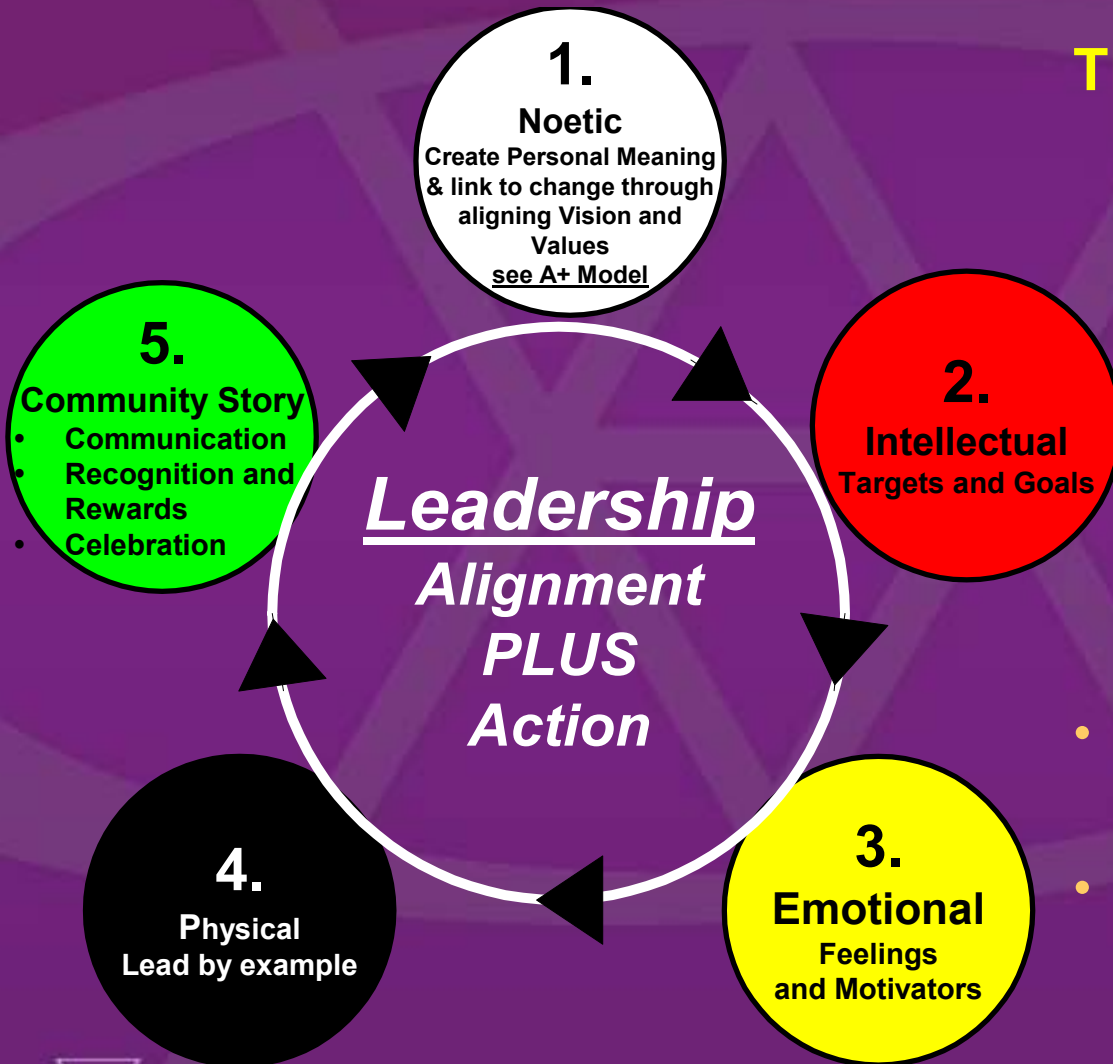 T
1.
Noetic
Create Personal Meaning
& link to change through
aligning Vision and
Values
see A+ Model
2.
Intellectual
Targets and Goals
3.
Emotional
Feelings
and Motivators
4.
Physical
Lead by example
5.
Community Story
• Communication
• Recognition and
Rewards
• Celebration
Leadership
Alignment
PLUS
Action
•
•